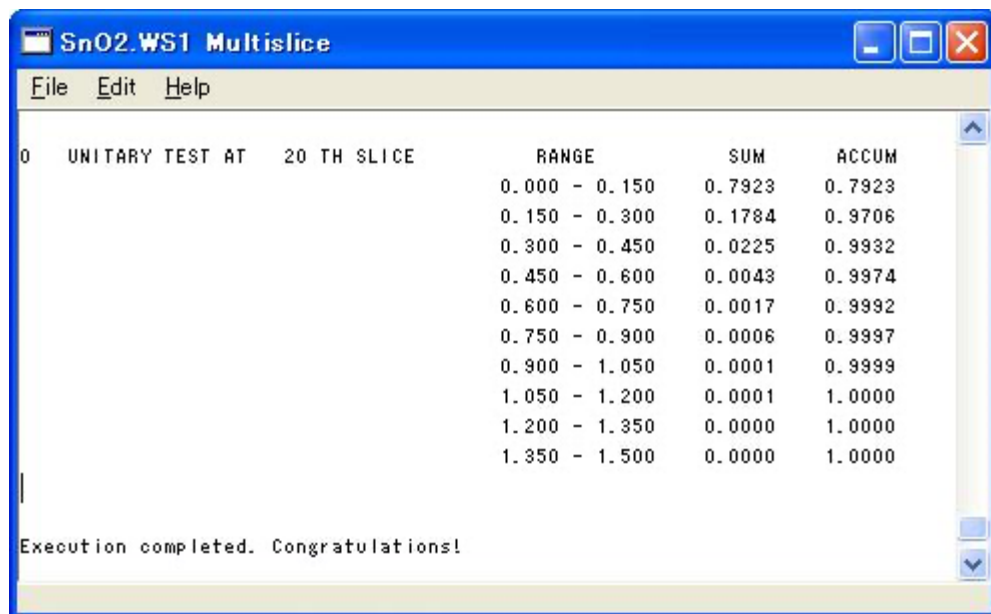 SnO2.WS1 Multislice
File Edit Help
0 UNITARY TEST AT 20 TH SLICE RANGE SUM ACCUM
0.000 - 0.150 0.7923 0.7923
0.150 - 0.300 0.1784 0.9706
0.300 - 0.450 0.0225 0.9932
0.450 - 0.600 0.0043 0.9974
0.600 - 0.750 0.0017 0.9992
0.750 - 0.900 0.0006 0.9997
0.900 - 1.050 0.0001 0.9999
1.050 - 1.200 0.0001 1.0000
1.200 - 1.350 0.0000 1.0000
1.350 - 1.500 0.0000 1.0000
Execution completed. Congratulations!